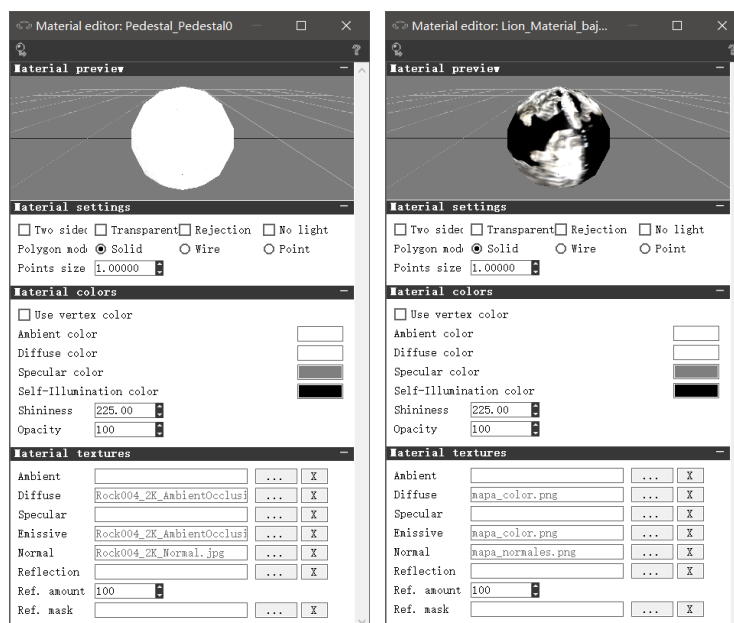 Material editor: Pedestal_Pedestal0
Material preview
Material settings
Two sided Transparent Rejection No light
Polygon mod Solid Wire Point
Points size 1.00000
Material colors
Use vertex color
Ambient color
Diffuse color
Specular color
Self-Illumination color
Shininess 225.00
Opacity 100
Material textures
Ambient ... X
Diffuse Rock004_2K_AmbientOcclusi ... X
Specular ... X
Emissive Rock004_2K_AmbientOcclusi ... X
Normal Rock004_2K_Normal.jpg ... X
Reflection ... X
Ref. amount 100
Ref. mask ... X
Material editor: Lion_Material_baj...
Material preview
Material settings
Two sided Transparent Rejection No light
Polygon mod Solid Wire Point
Points size 1.00000
Material colors
Use vertex color
Ambient color
Diffuse color
Specular color
Self-Illumination color
Shininess 225.00
Opacity 100
Material textures
Ambient ... X
Diffuse mapa_color.png ... X
Specular ... X
Emissive mapa_color.png ... X
Normal mapa_normales.png ... X
Reflection ... X
Ref. amount 100
Ref. mask ... X